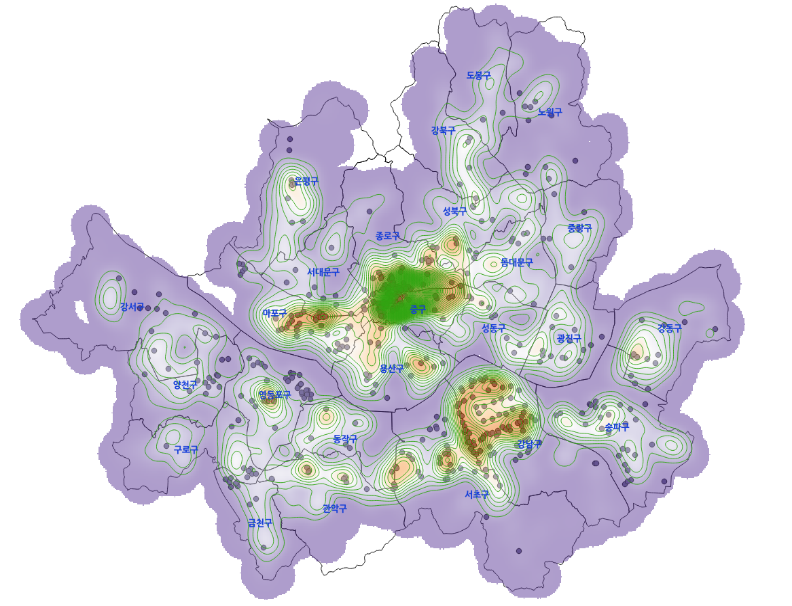 도봉구
노원구
강북구
은평구
성북구
중랑구
종로구
동대문구
서대문구
강서구
중구
마포구
성동구
강동구
광진구
용산구
양천구
영등포구
송파구
동작구
강남구
구로구
서초구
관악구
금천구